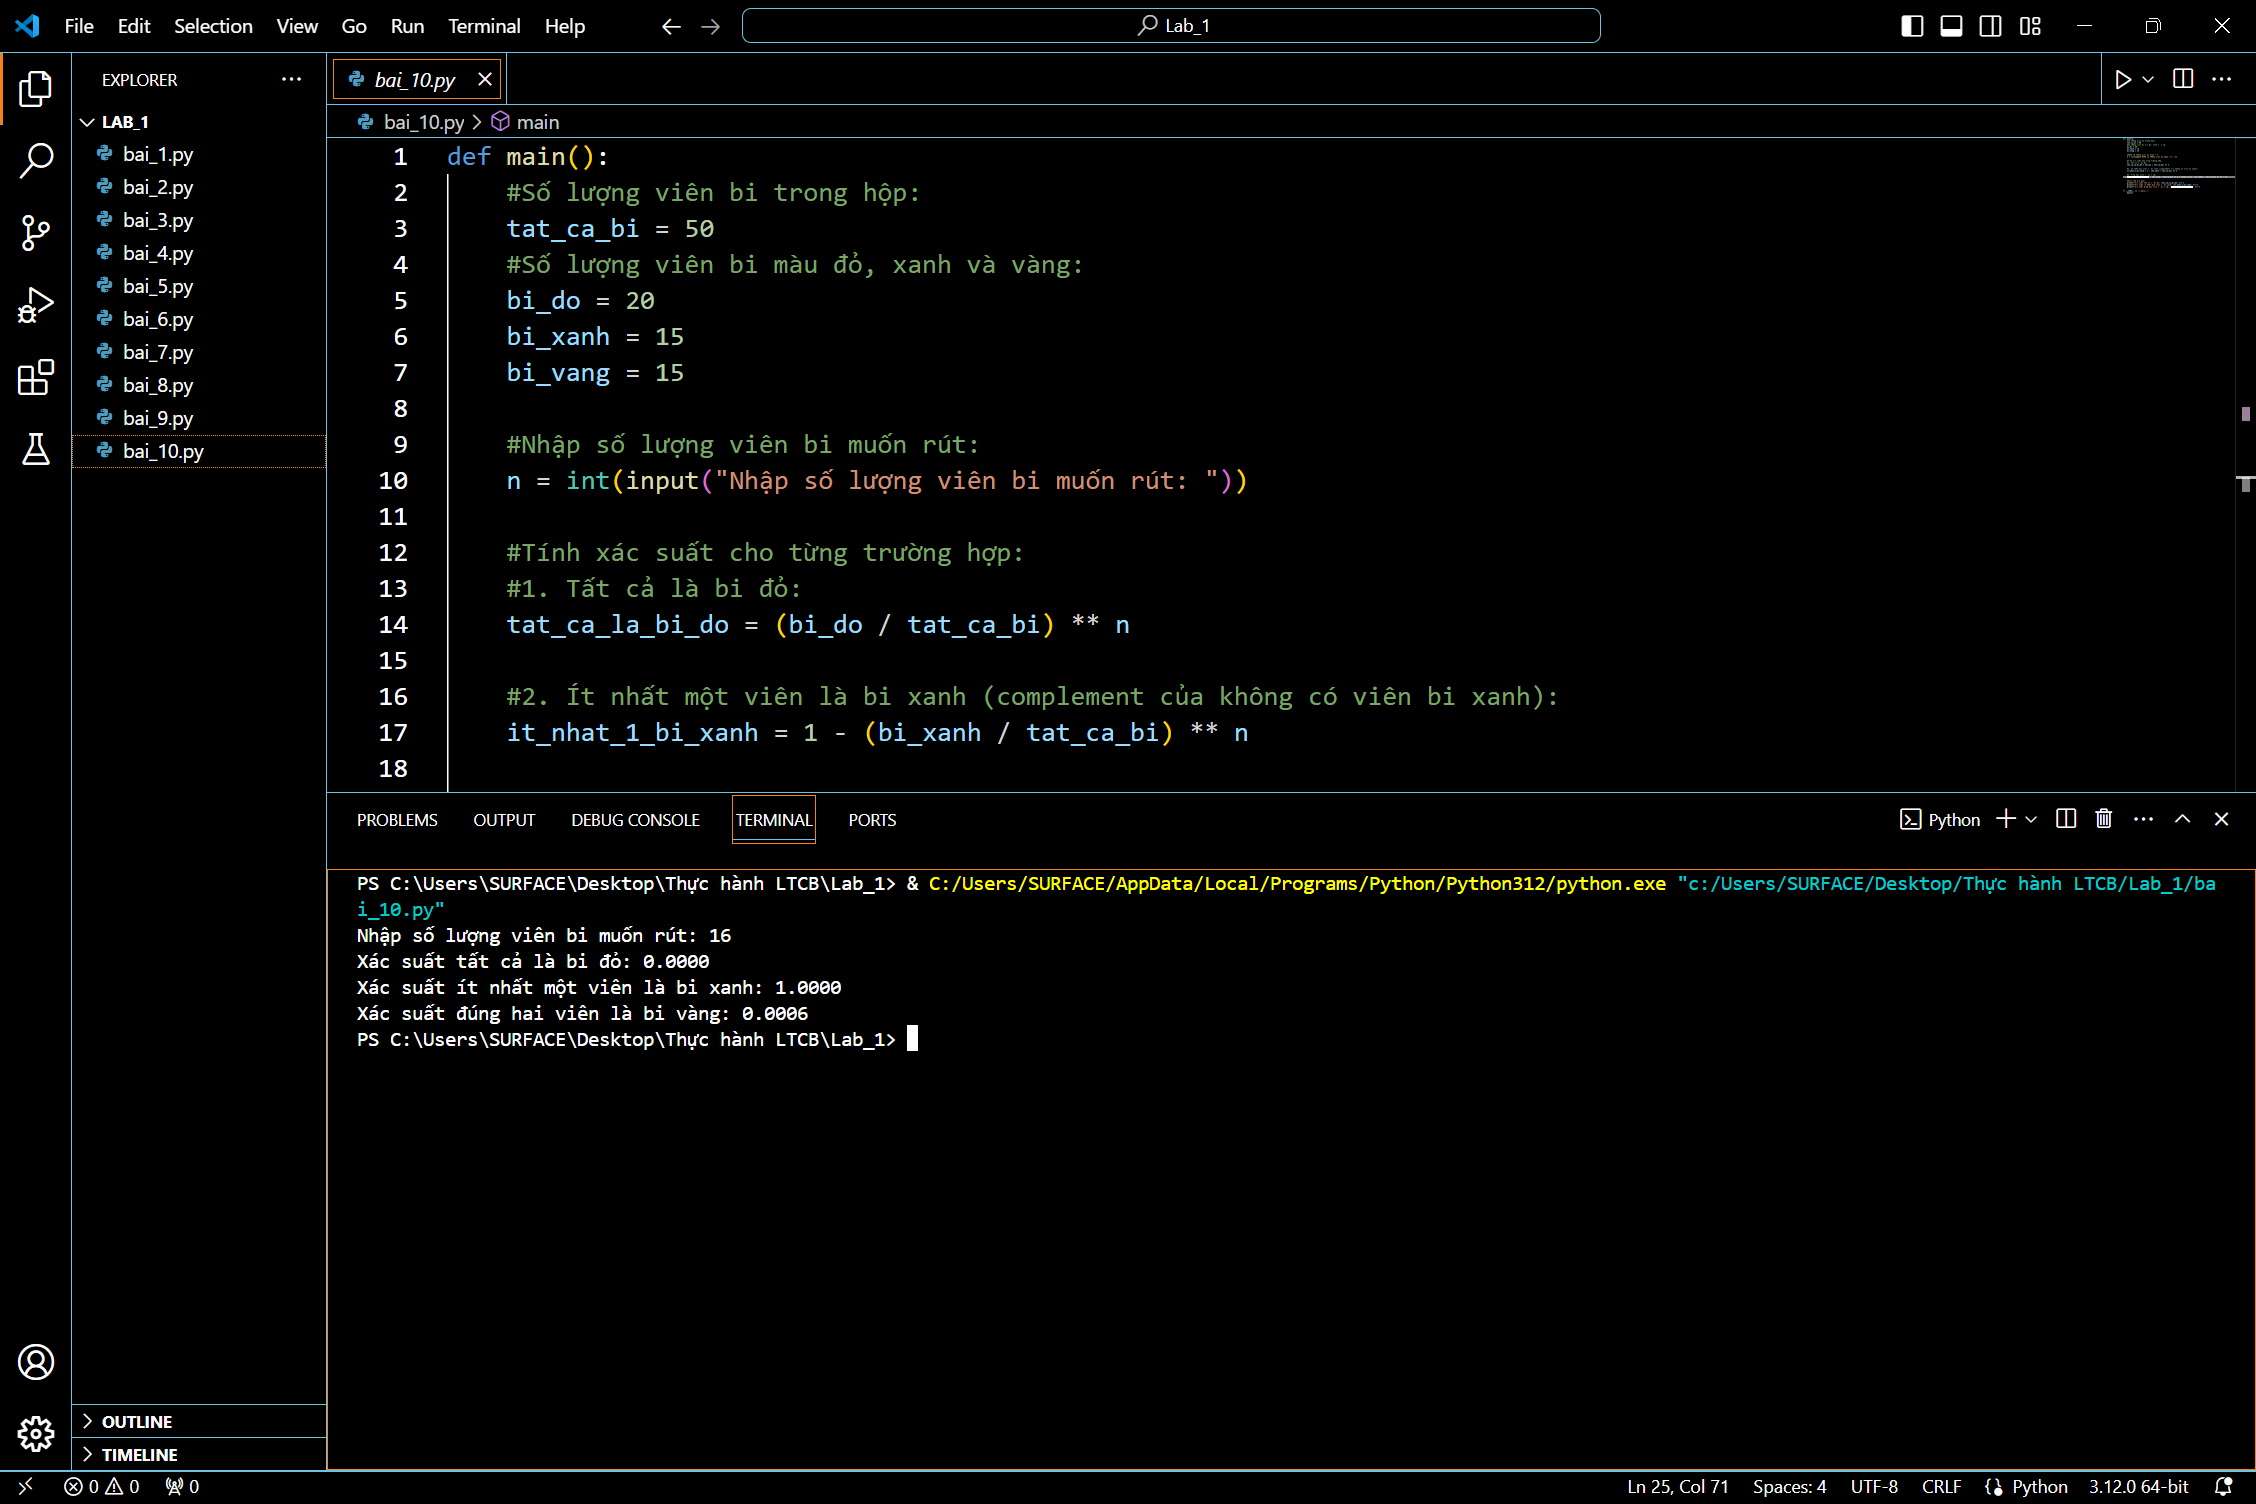 File Edit Selection View Go Run Terminal Help
Lab_1
EXPLORER
LAB_1
bai_1.py
bai_2.py
bai_3.py
bai_4.py
bai_5.py
bai_6.py
bai_7.py
bai_8.py
bai_9.py
bai_10.py
OUTLINE
TIMELINE
bai_10.py
bai_10.py > main
1 def main():
2 #Số lượng viên bi trong hộp:
3 tat_ca_bi = 50
4 #Số lượng viên bi màu đỏ, xanh và vàng:
5 bi_do = 20
6 bi_xanh = 15
7 bi_vang = 15
8
9 #Nhập số lượng viên bi muốn rút:
10 n = int(input("Nhập số lượng viên bi muốn rút: "))
11
12 #Tính xác suất cho từng trường hợp:
13 #1. Tất cả là bi đỏ:
14 tat_ca_la_bi_do = (bi_do / tat_ca_bi) ** n
15
16 #2. Ít nhất một viên là bi xanh (complement của không có viên bi xanh):
17 it_nhat_1_bi_xanh = 1 - (bi_xanh / tat_ca_bi) ** n
18
PROBLEMS OUTPUT DEBUG CONSOLE TERMINAL PORTS
Python
PS C:\Users\SURFACE\Desktop\Thực hành LTCB\Lab_1> & C:/Users/SURFACE/AppData/Local/Programs/Python/Python312/python.exe "c:/Users/SURFACE/Desktop/Thực hành LTCB/Lab_1/ba
i_10.py"
Nhập số lượng viên bi muốn rút: 16
Xác suất tất cả là bi đỏ: 0.0000
Xác suất ít nhất một viên là bi xanh: 1.0000
Xác suất đúng hai viên là bi vàng: 0.0006
PS C:\Users\SURFACE\Desktop\Thực hành LTCB\Lab_1>
0 0 0
Ln 25, Col 71 Spaces: 4 UTF-8 CRLF Python 3.12.0 64-bit